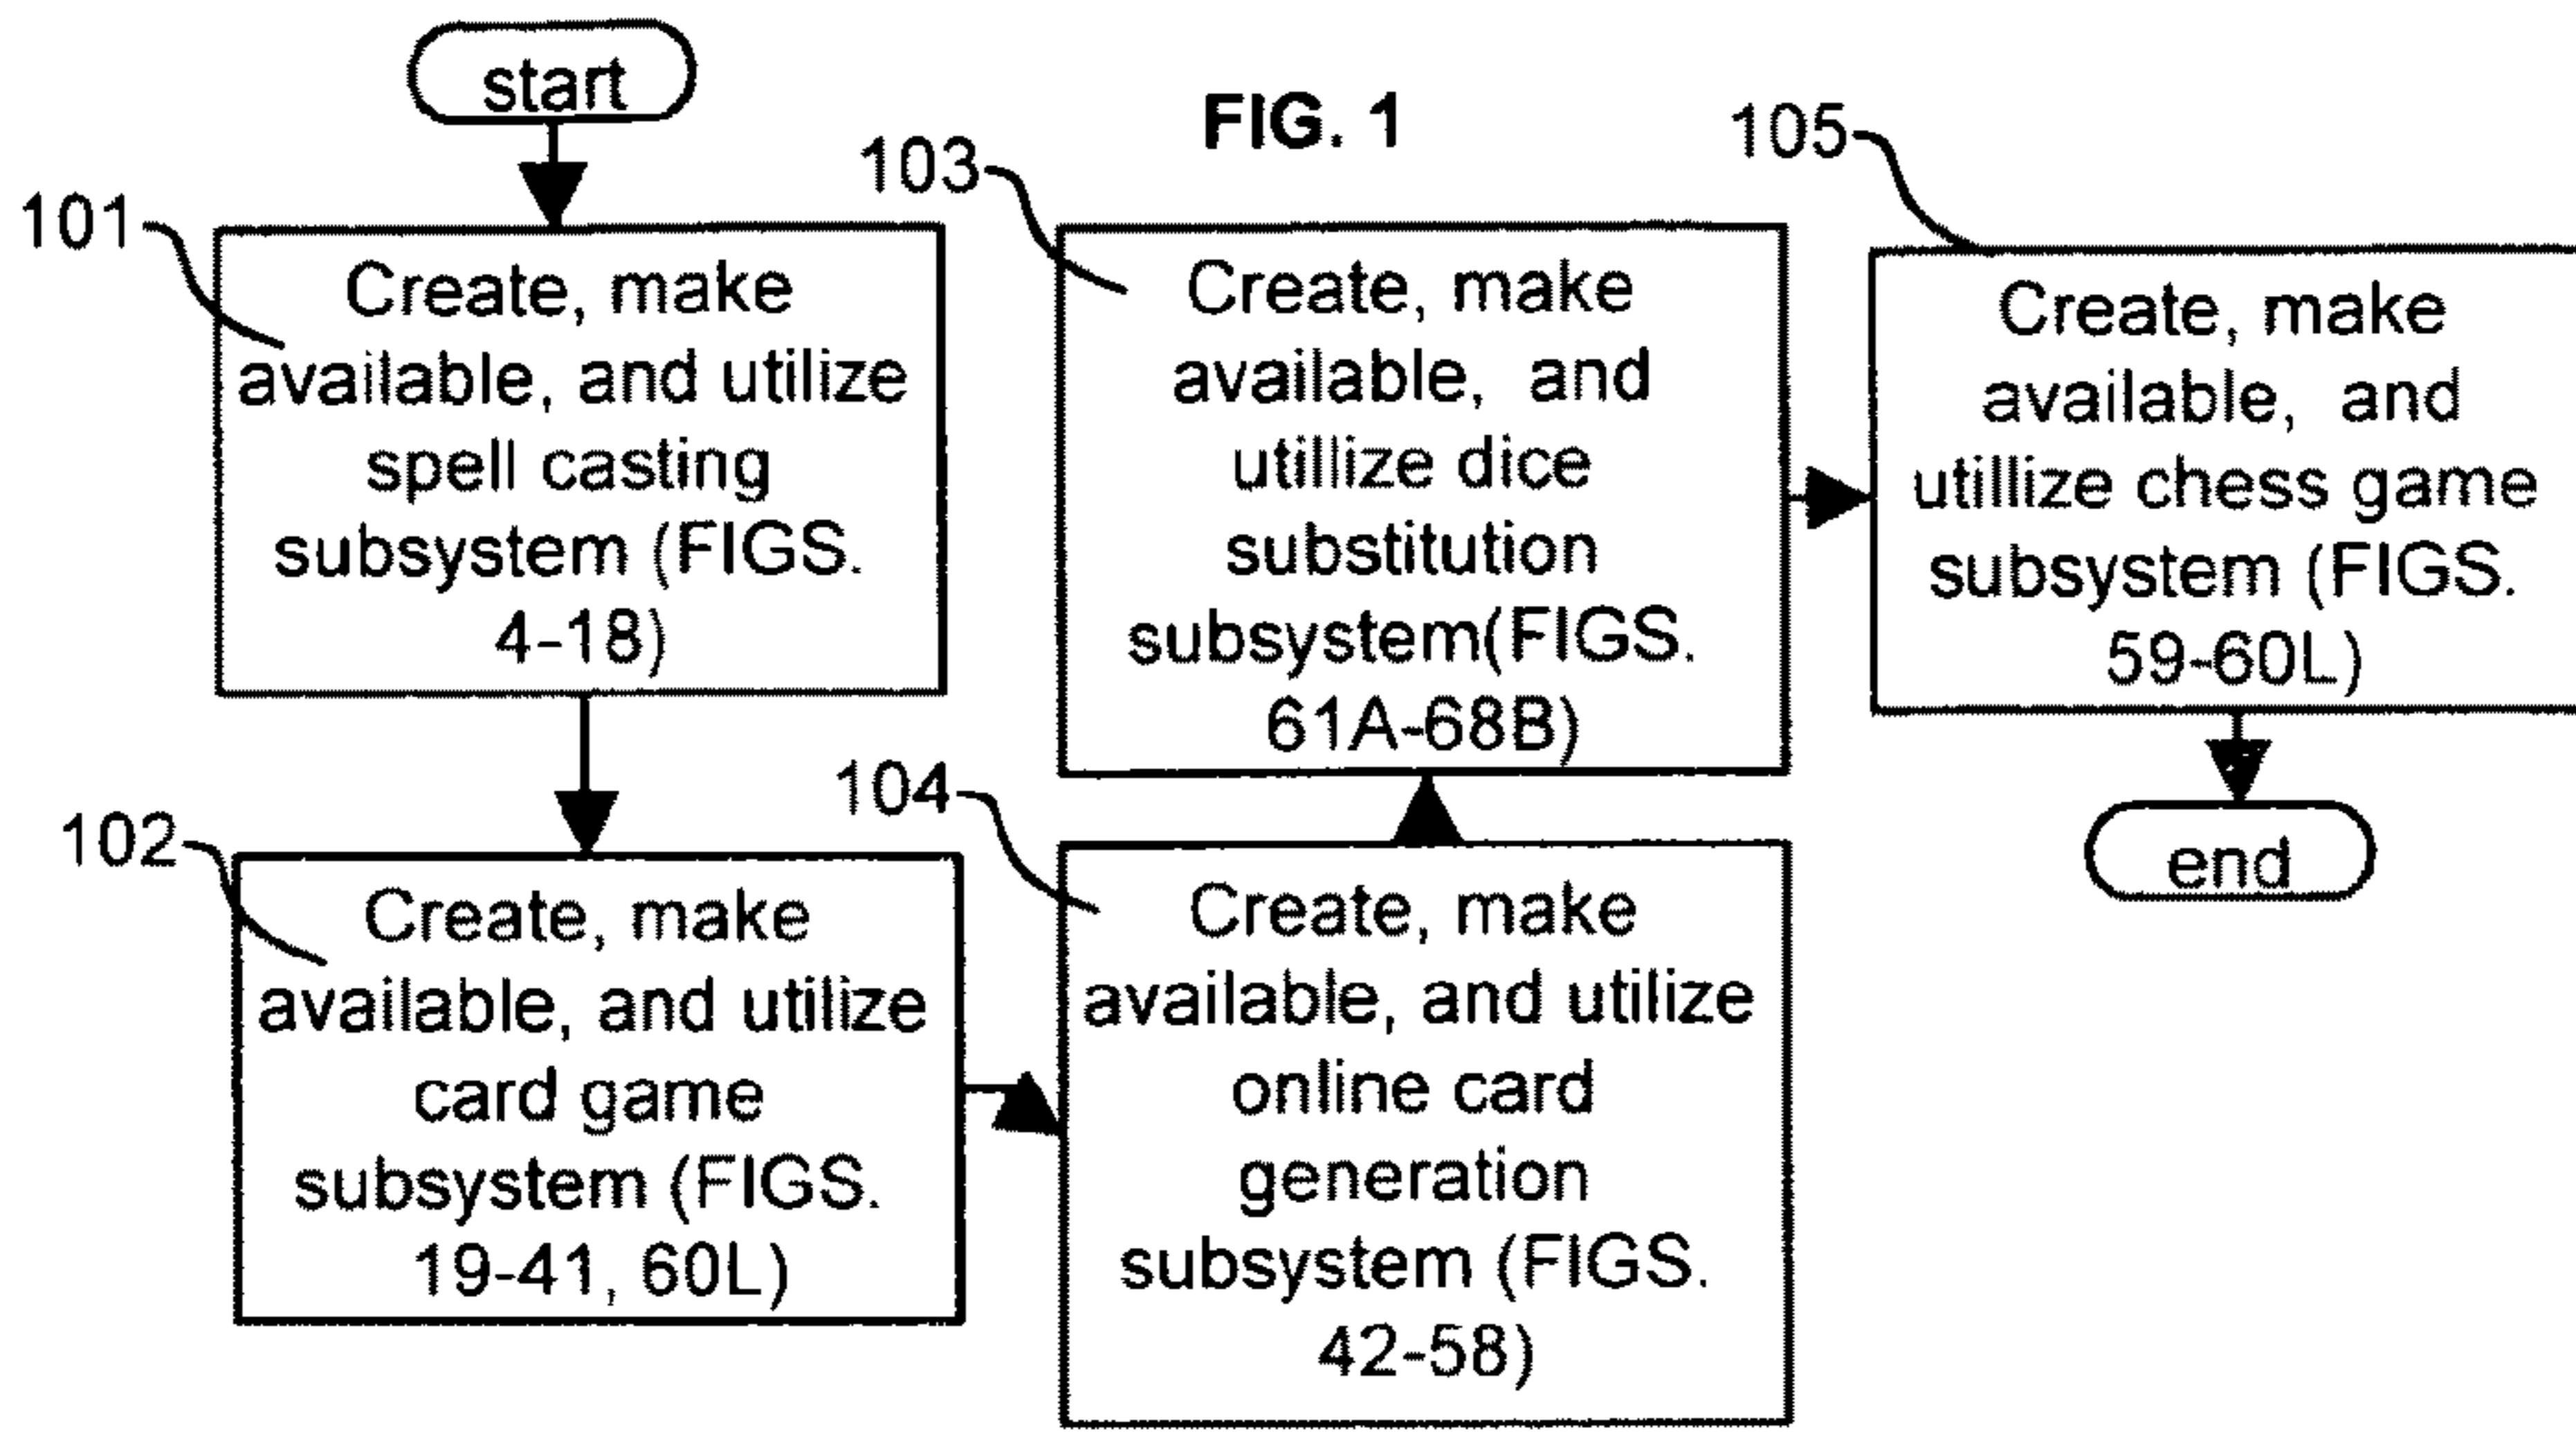 start
FIG. 1
101
Create, make
available, and utilize
spell casting
subsystem (FIGS.
4-18)
102
Create, make
available, and utilize
card game
subsystem (FIGS.
19-41, 60L)
104
Create, make
available, and utilize
online card
generation
subsystem (FIGS.
42-58)
103
Create, make
available, and
utillize dice
substitution
subsystem(FIGS.
61A-68B)
105
Create, make
available, and
utillize chess game
subsystem (FIGS.
59-60L)
end